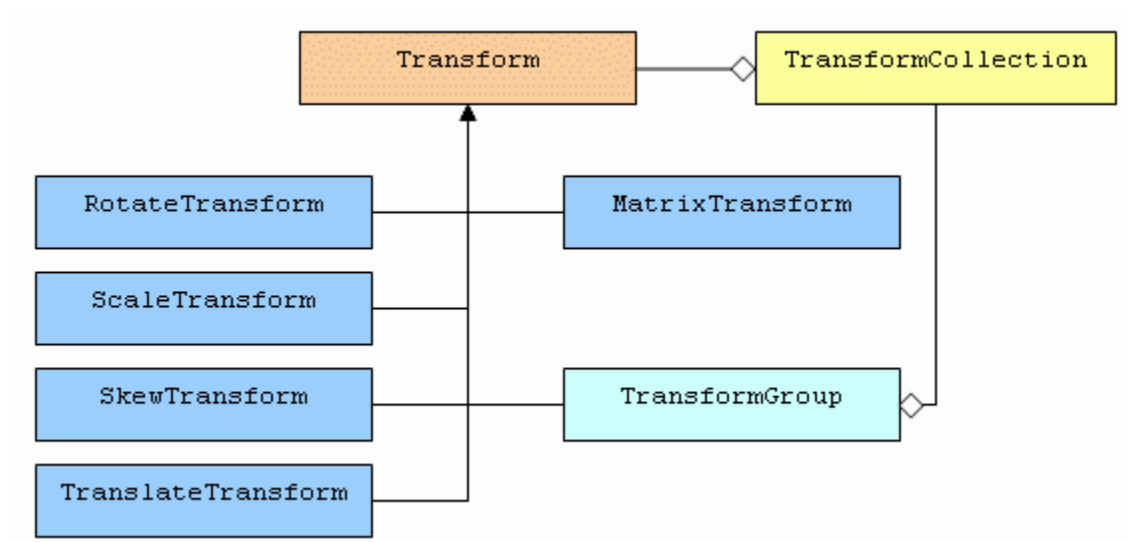 Transform
TransformCollection
RotateTransform
MatrixTransform
ScaleTransform
SkewTransform
TransformGroup
TranslateTransform